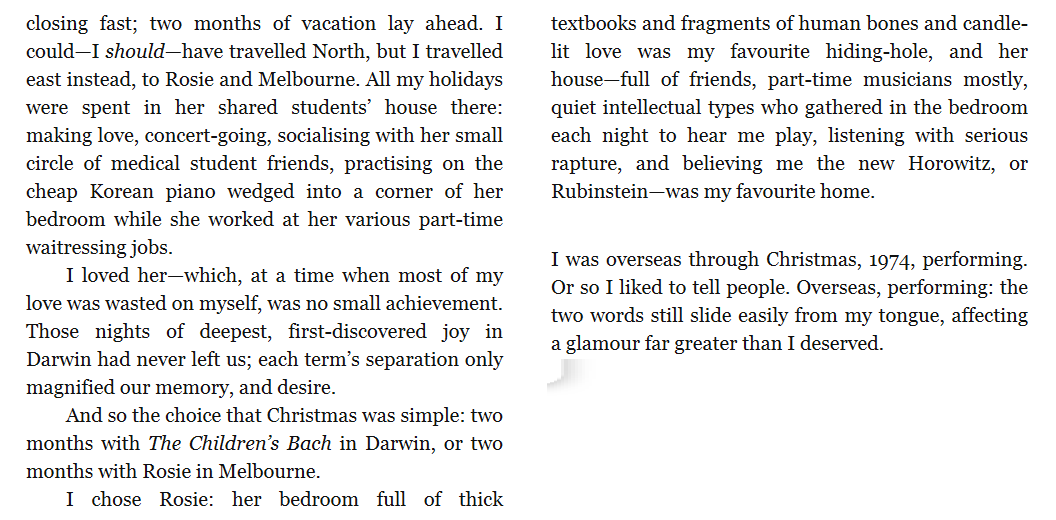 closing fast; two months of vacation lay ahead. I
could—I should—have travelled North, but I travelled
east instead, to Rosie and Melbourne. All my holidays
were spent in her shared students’ house there:
making love, concert-going, socialising with her small
circle of medical student friends, practising on the
cheap Korean piano wedged into a corner of her
bedroom while she worked at her various part-time
waitressing jobs.
I loved her—which, at a time when most of my
love was wasted on myself, was no small achievement.
Those nights of deepest, first-discovered joy in
Darwin had never left us; each term’s separation only
magnified our memory, and desire.
And so the choice that Christmas was simple: two
months with The Children’s Bach in Darwin, or two
months with Rosie in Melbourne.
I chose Rosie: her bedroom full of thick
textbooks and fragments of human bones and candle-
lit love was my favourite hiding-hole, and her
house—full of friends, part-time musicians mostly,
quiet intellectual types who gathered in the bedroom
each night to hear me play, listening with serious
rapture, and believing me the new Horowitz, or
Rubinstein—was my favourite home.
I was overseas through Christmas, 1974, performing.
Or so I liked to tell people. Overseas, performing: the
two words still slide easily from my tongue, affecting
a glamour far greater than I deserved.